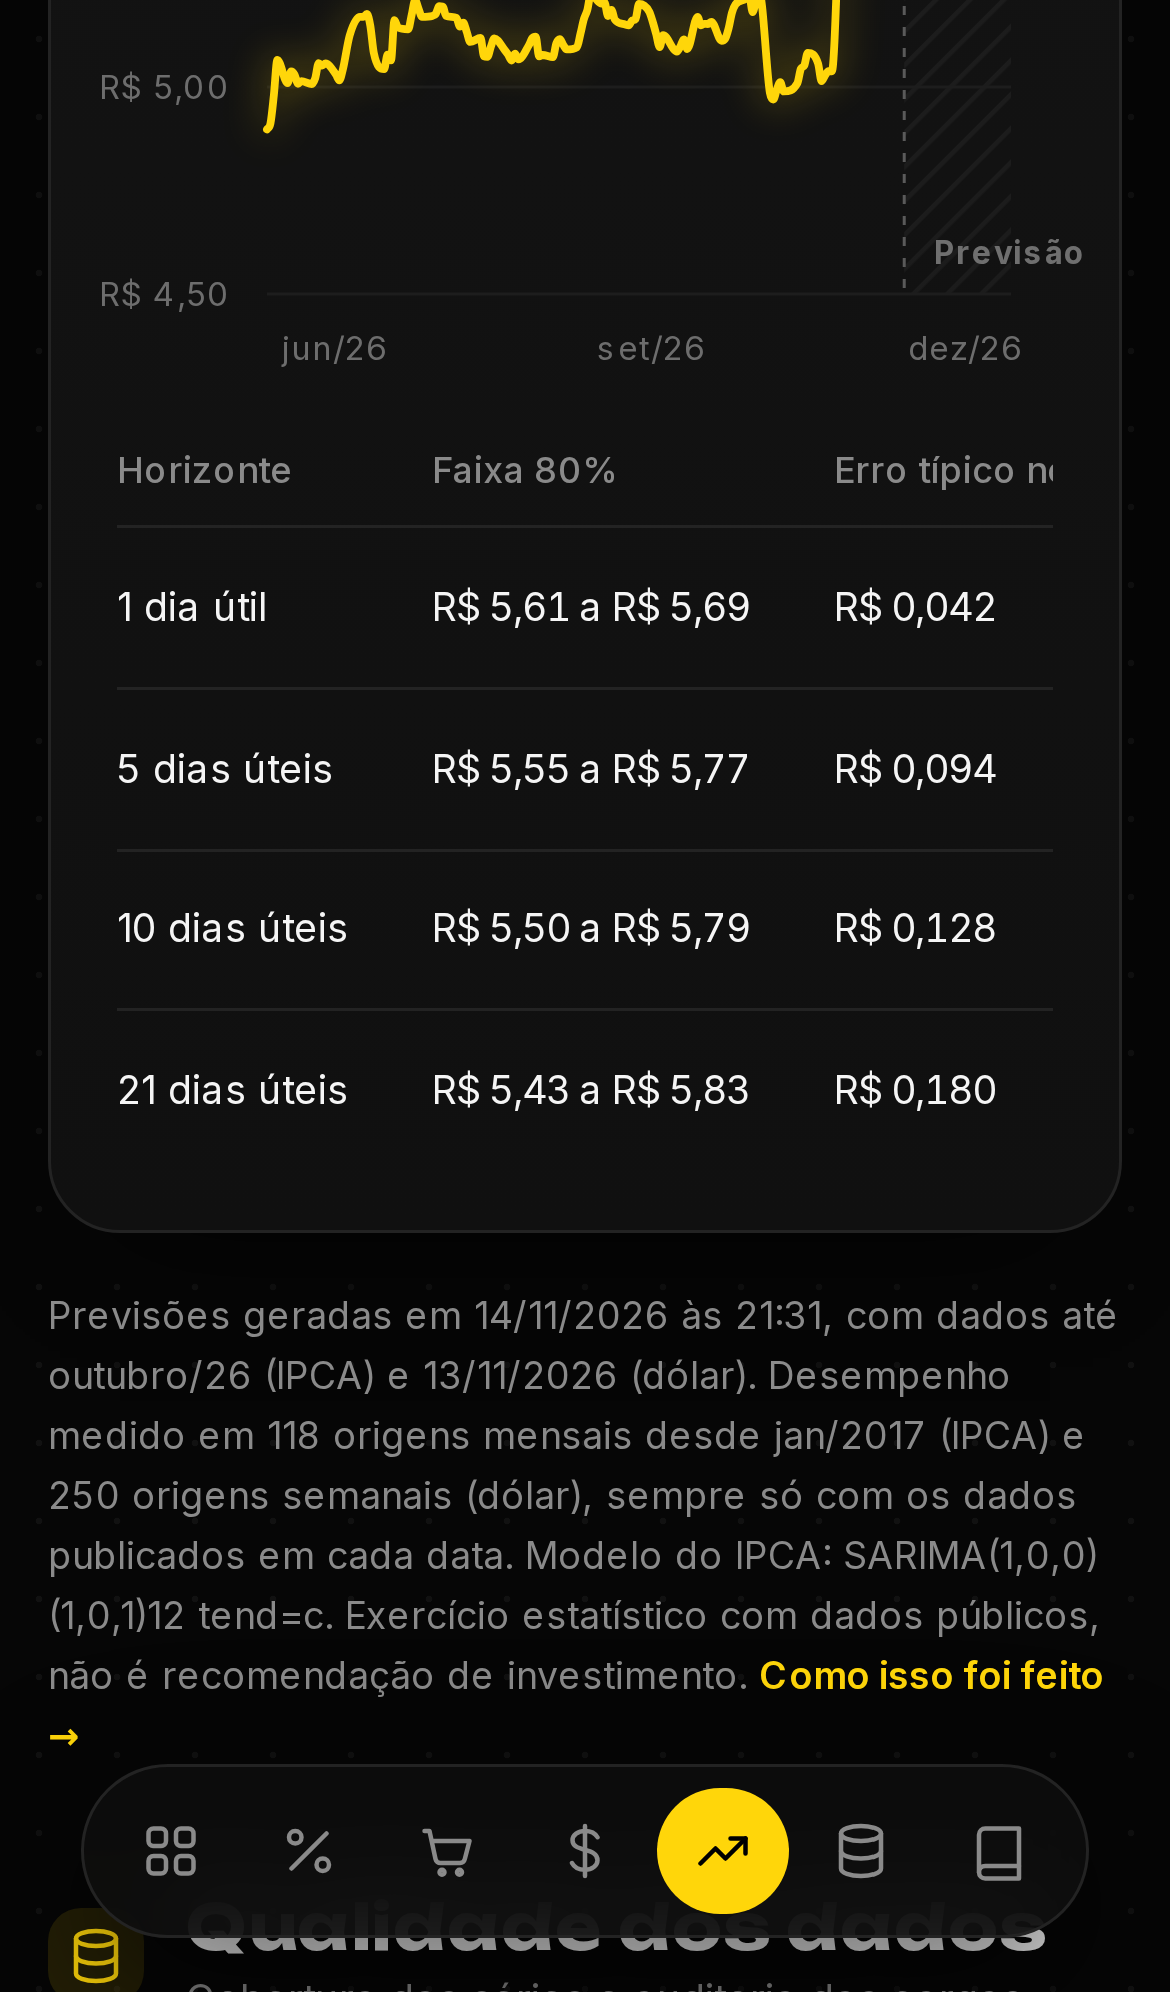 R$ 5,00
Previsão
R$ 4,50
jun/26 set/26 dez/26
Horizonte Faixa 80% Erro típico
1 dia útil R$ 5,61 a R$ 5,69 R$ 0,042
5 dias úteis R$ 5,55 a R$ 5,77 R$ 0,094
10 dias úteis R$ 5,50 a R$ 5,79 R$ 0,128
21 dias úteis R$ 5,43 a R$ 5,83 R$ 0,180
Previsões geradas em 14/11/2026 às 21:31, com dados até
outubro/26 (IPCA) e 13/11/2026 (dólar). Desempenho
medido em 118 origens mensais desde jan/2017 (IPCA) e
250 origens semanais (dólar), sempre só com os dados
publicados em cada data. Modelo do IPCA: SARIMA(1,0,0)
(1,0,1)12 tend=c. Exercício estatístico com dados públicos,
não é recomendação de investimento. Como isso foi feito
→
Qualidade dos dados